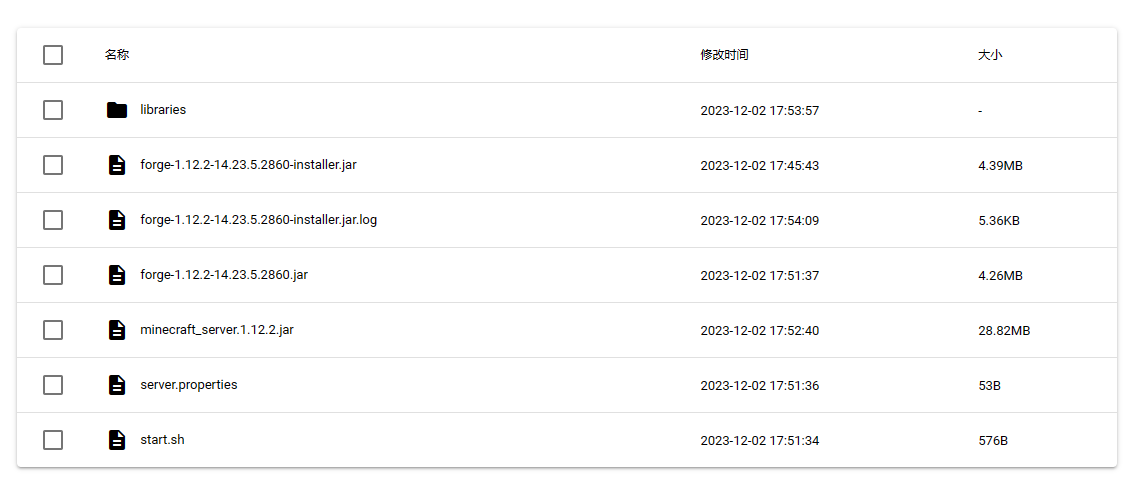 名称 修改时间 大小
libraries 2023-12-02 17:53:57 -
forge-1.12.2-14.23.5.2860-installer.jar 2023-12-02 17:45:43 4.39MB
forge-1.12.2-14.23.5.2860-installer.jar.log 2023-12-02 17:54:09 5.36KB
forge-1.12.2-14.23.5.2860.jar 2023-12-02 17:51:37 4.26MB
minecraft_server.1.12.2.jar 2023-12-02 17:52:40 28.82MB
server.properties 2023-12-02 17:51:36 53B
start.sh 2023-12-02 17:51:34 576B